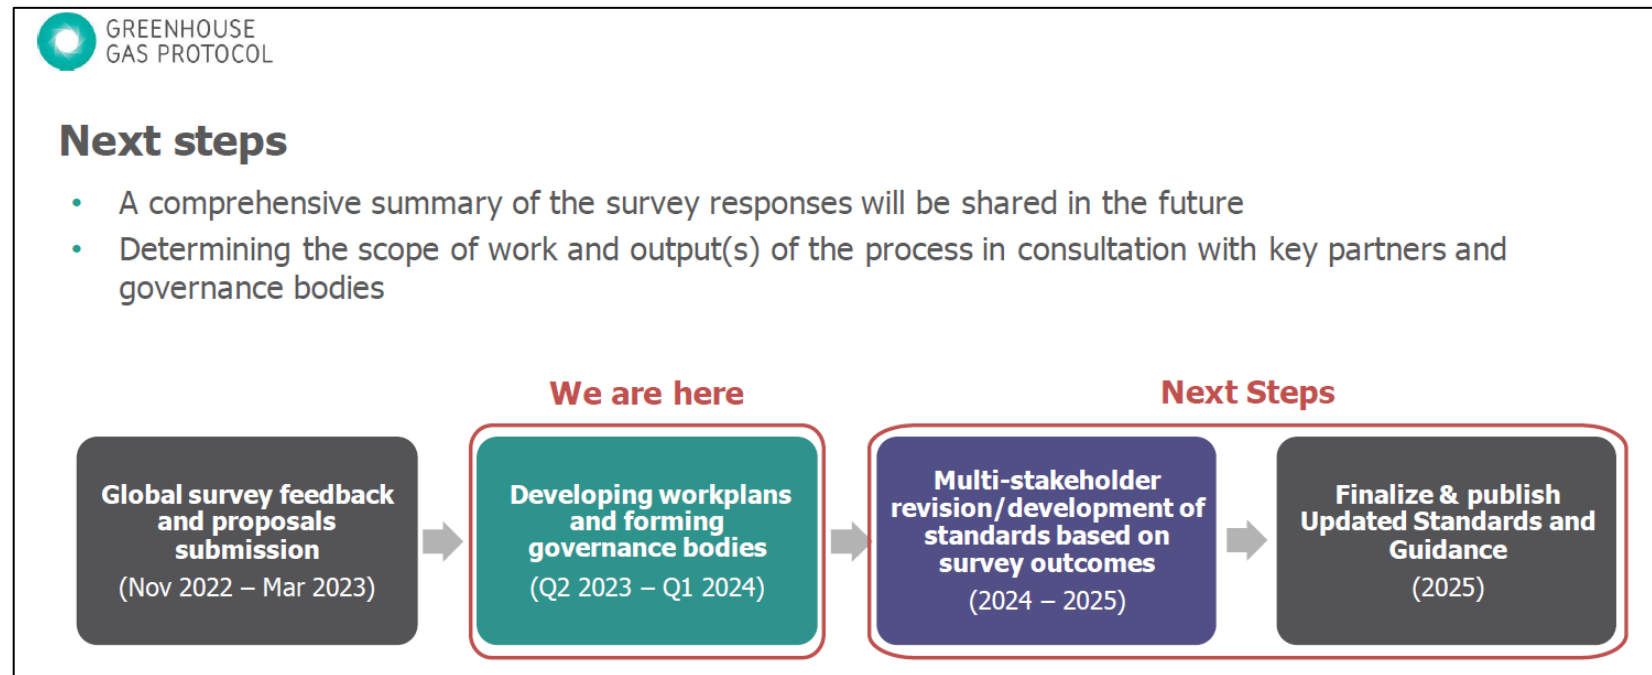 GREENHOUSE
GAS PROTOCOL
Next steps
• A comprehensive summary of the survey responses will be shared in the future
• Determining the scope of work and output(s) of the process in consultation with key partners and
governance bodies
We are here
Next Steps
Global survey feedback
and proposals
submission
(Nov 2022 – Mar 2023)
Developing workplans
and forming
governance bodies
(Q2 2023 – Q1 2024)
Multi-stakeholder
revision/development of
standards based on
survey outcomes
(2024 – 2025)
Finalize & publish
Updated Standards and
Guidance
(2025)